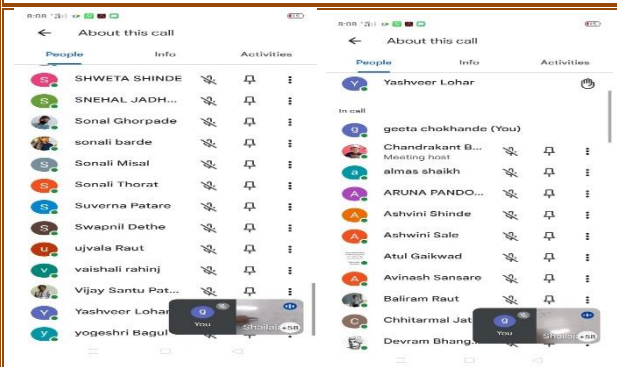 8:08
About this call
People Info Activities
S SHWETA SHINDE
S SNEHAL JADH...
Sonal Ghorpade
sonali barde
S Sonali Misal
S Sonali Thorat
S Suverna Patare
S Swapnil Dethe
u ujvala Raut
v vaishali rahinj
Vijay Santu Pat...
Y Yashveer Lohar
y yogeshri Bagul
g
You
Shailaj +58
8:08
About this call
People Info Activities
Y Yashveer Lohar
In call
g geeta chokhande (You)
Chandrakant B...
Meeting host
a almas shaikh
A ARUNA PANDO...
A Ashvini Shinde
A Ashwini Sale
Atul Gaikwad
A Avinash Sansare
Baliram Raut
C Chhitarmal Jat
Devram Bhang...
g
You
Shailaj +58